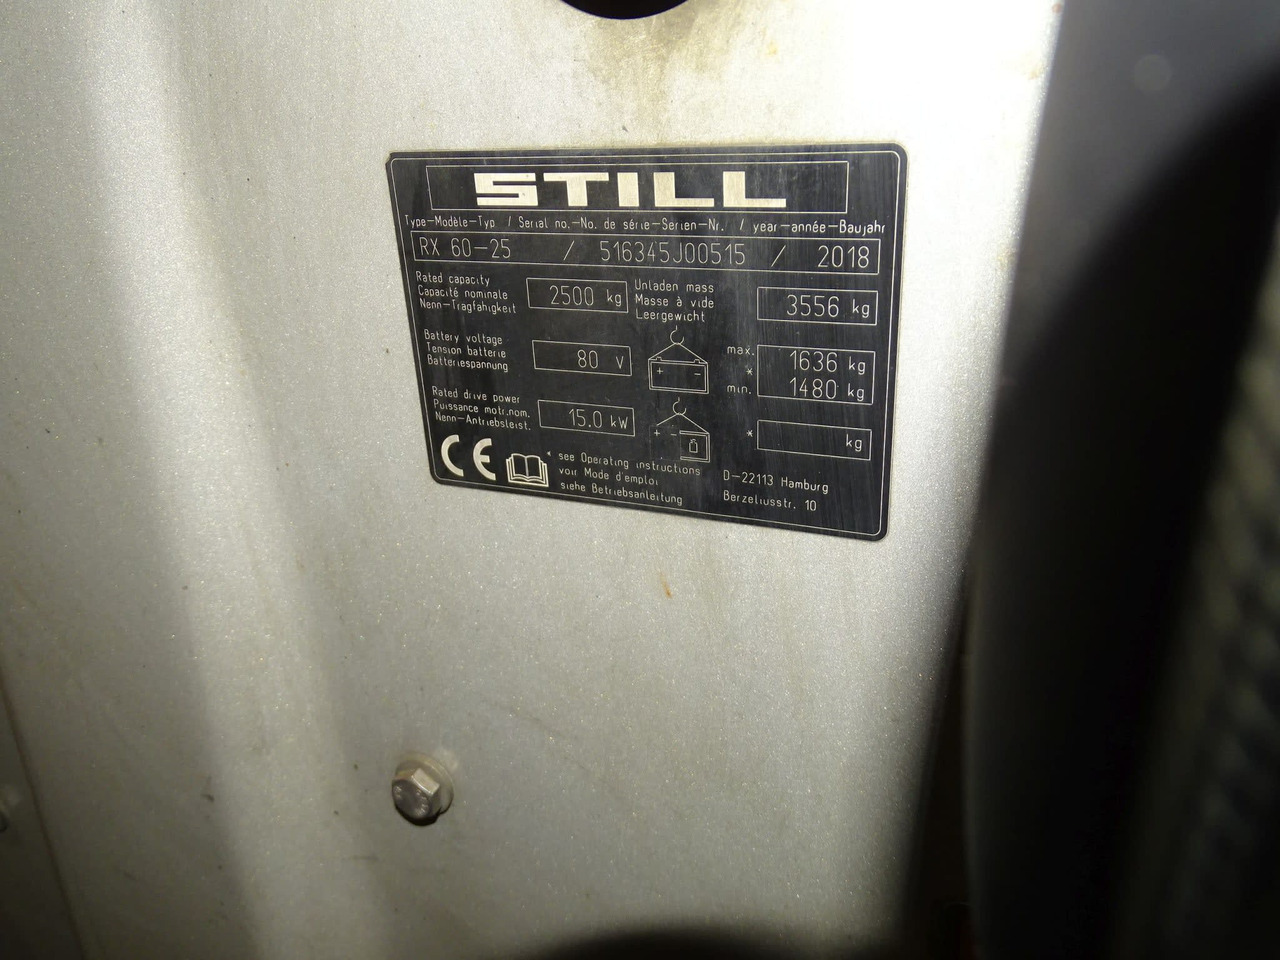 STILL
Type-Modèle-Typ / Serial no.-No. de série-Serien-Nr. / year-année-Baujahr
RX 60-25 / 516345J00515 / 2018
Rated capacity
Capacité nominale
Nenn-Tragfähigkeit
2500 kg
Unladen mass
Masse à vide
Leergewicht
3556 kg
Battery voltage
Tension batterie
Batteriespannung
80 V
max. 1636 kg
*
min. 1480 kg
Rated drive power
Puissance motr.nom.
Nenn-Antriebsleist.
15.0 kW
+ -
+ -
* kg
CE
* see Operating instructions
voir Mode d'emploi
siehe Betriebsanleitung
D-22113 Hamburg
Berzeliusstr. 10